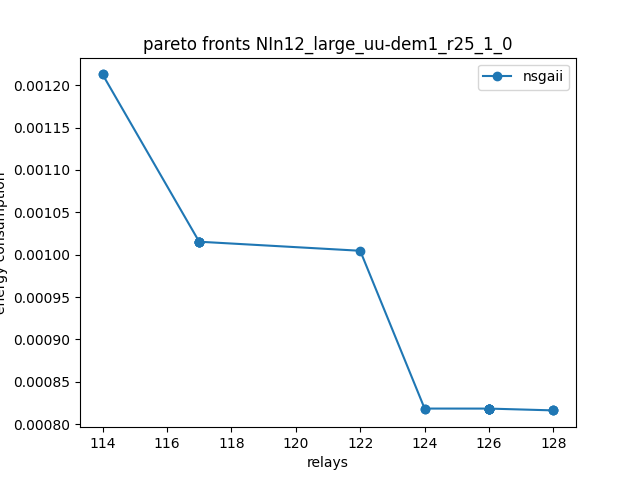 pareto fronts NIn12_large_uu-dem1_r25_1_0
nsgaii
0.00120
0.00115
0.00110
0.00105
0.00100
0.00095
0.00090
0.00085
0.00080
energy consumption
114 116 118 120 122 124 126 128
relays